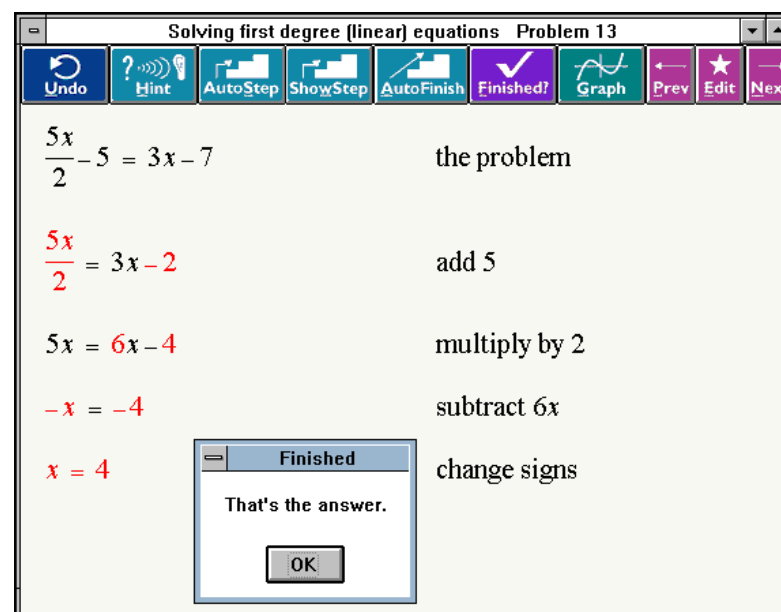 Solving first degree (linear) equations Problem 13
Undo ? Hint AutoStep ShowStep AutoFinish Finished? Graph Prev Edit Nex
5x/2 – 5 = 3x – 7 the problem
5x/2 = 3x – 2 add 5
5x = 6x – 4 multiply by 2
–x = –4 subtract 6x
x = 4 change signs
Finished
That's the answer.
OK